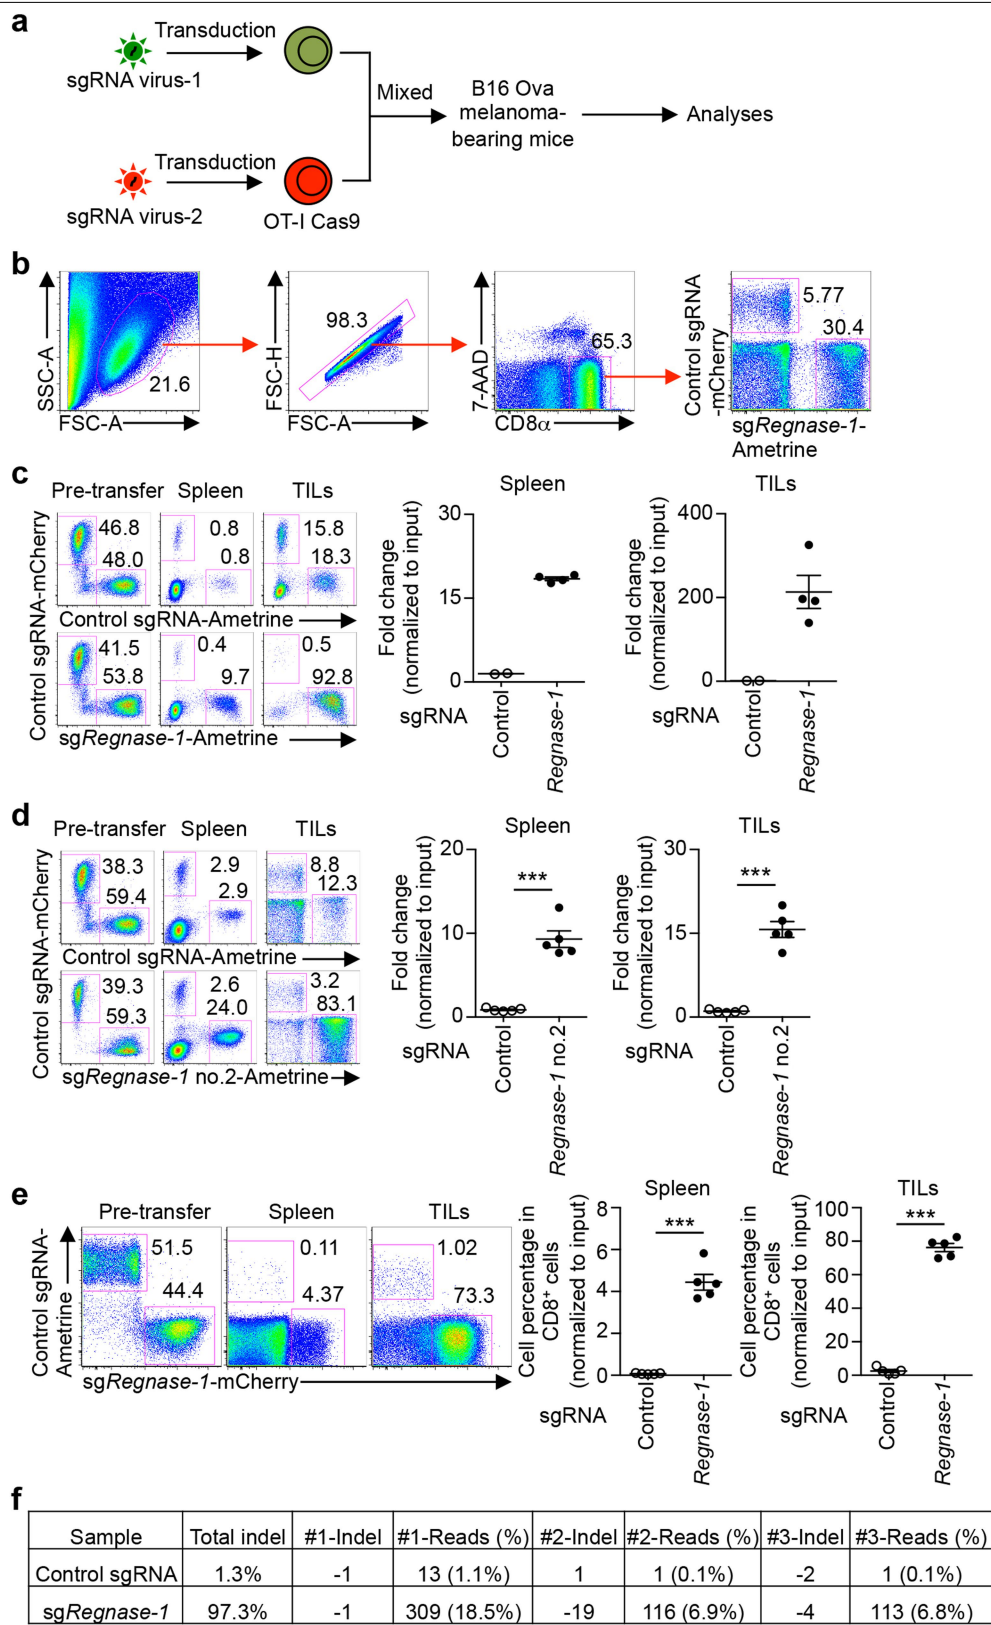 a
Transduction
sgRNA virus-1
Mixed
B16 Ova
melanoma-
bearing mice
Analyses
Transduction
sgRNA virus-2
OT-I Cas9
b
SSC-A
21.6
FSC-A
FSC-H
98.3
FSC-A
7-AAD
65.3
CD8α
Control sgRNA
-mCherry
5.77
30.4
sgRegnase-1-
Ametrine
c
Pre-transfer Spleen TILs
Control sgRNA-mCherry
46.8
48.0
0.8
0.8
15.8
18.3
Control sgRNA-Ametrine
41.5
53.8
0.4
9.7
0.5
92.8
sgRegnase-1-Ametrine
Spleen
Fold change
(normalized to input)
30
15
0
sgRNA
Control
Regnase-1
TILs
Fold change
(normalized to input)
400
200
0
sgRNA
Control
Regnase-1
d
Pre-transfer Spleen TILs
Control sgRNA-mCherry
38.3
59.4
2.9
2.9
8.8
12.3
Control sgRNA-Ametrine
39.3
59.3
2.6
24.0
3.2
83.1
sgRegnase-1 no.2-Ametrine
Spleen
Fold change
(normalized to input)
20
10
0
***
sgRNA
Control
Regnase-1 no.2
TILs
Fold change
(normalized to input)
30
15
0
***
sgRNA
Control
Regnase-1 no.2
e
Pre-transfer Spleen TILs
Control sgRNA-
Ametrine
51.5
44.4
0.11
4.37
1.02
73.3
sgRegnase-1-mCherry
Spleen
Cell percentage in
CD8+ cells
(normalized to input)
8
6
4
2
0
***
sgRNA
Control
Regnase-1
TILs
Cell percentage in
CD8+ cells
(normalized to input)
100
80
60
40
20
0
***
sgRNA
Control
Regnase-1
f
Sample Total indel #1-Indel #1-Reads (%) #2-Indel #2-Reads (%) #3-Indel #3-Reads (%)
Control sgRNA 1.3% -1 13 (1.1%) 1 1 (0.1%) -2 1 (0.1%)
sgRegnase-1 97.3% -1 309 (18.5%) -19 116 (6.9%) -4 113 (6.8%)